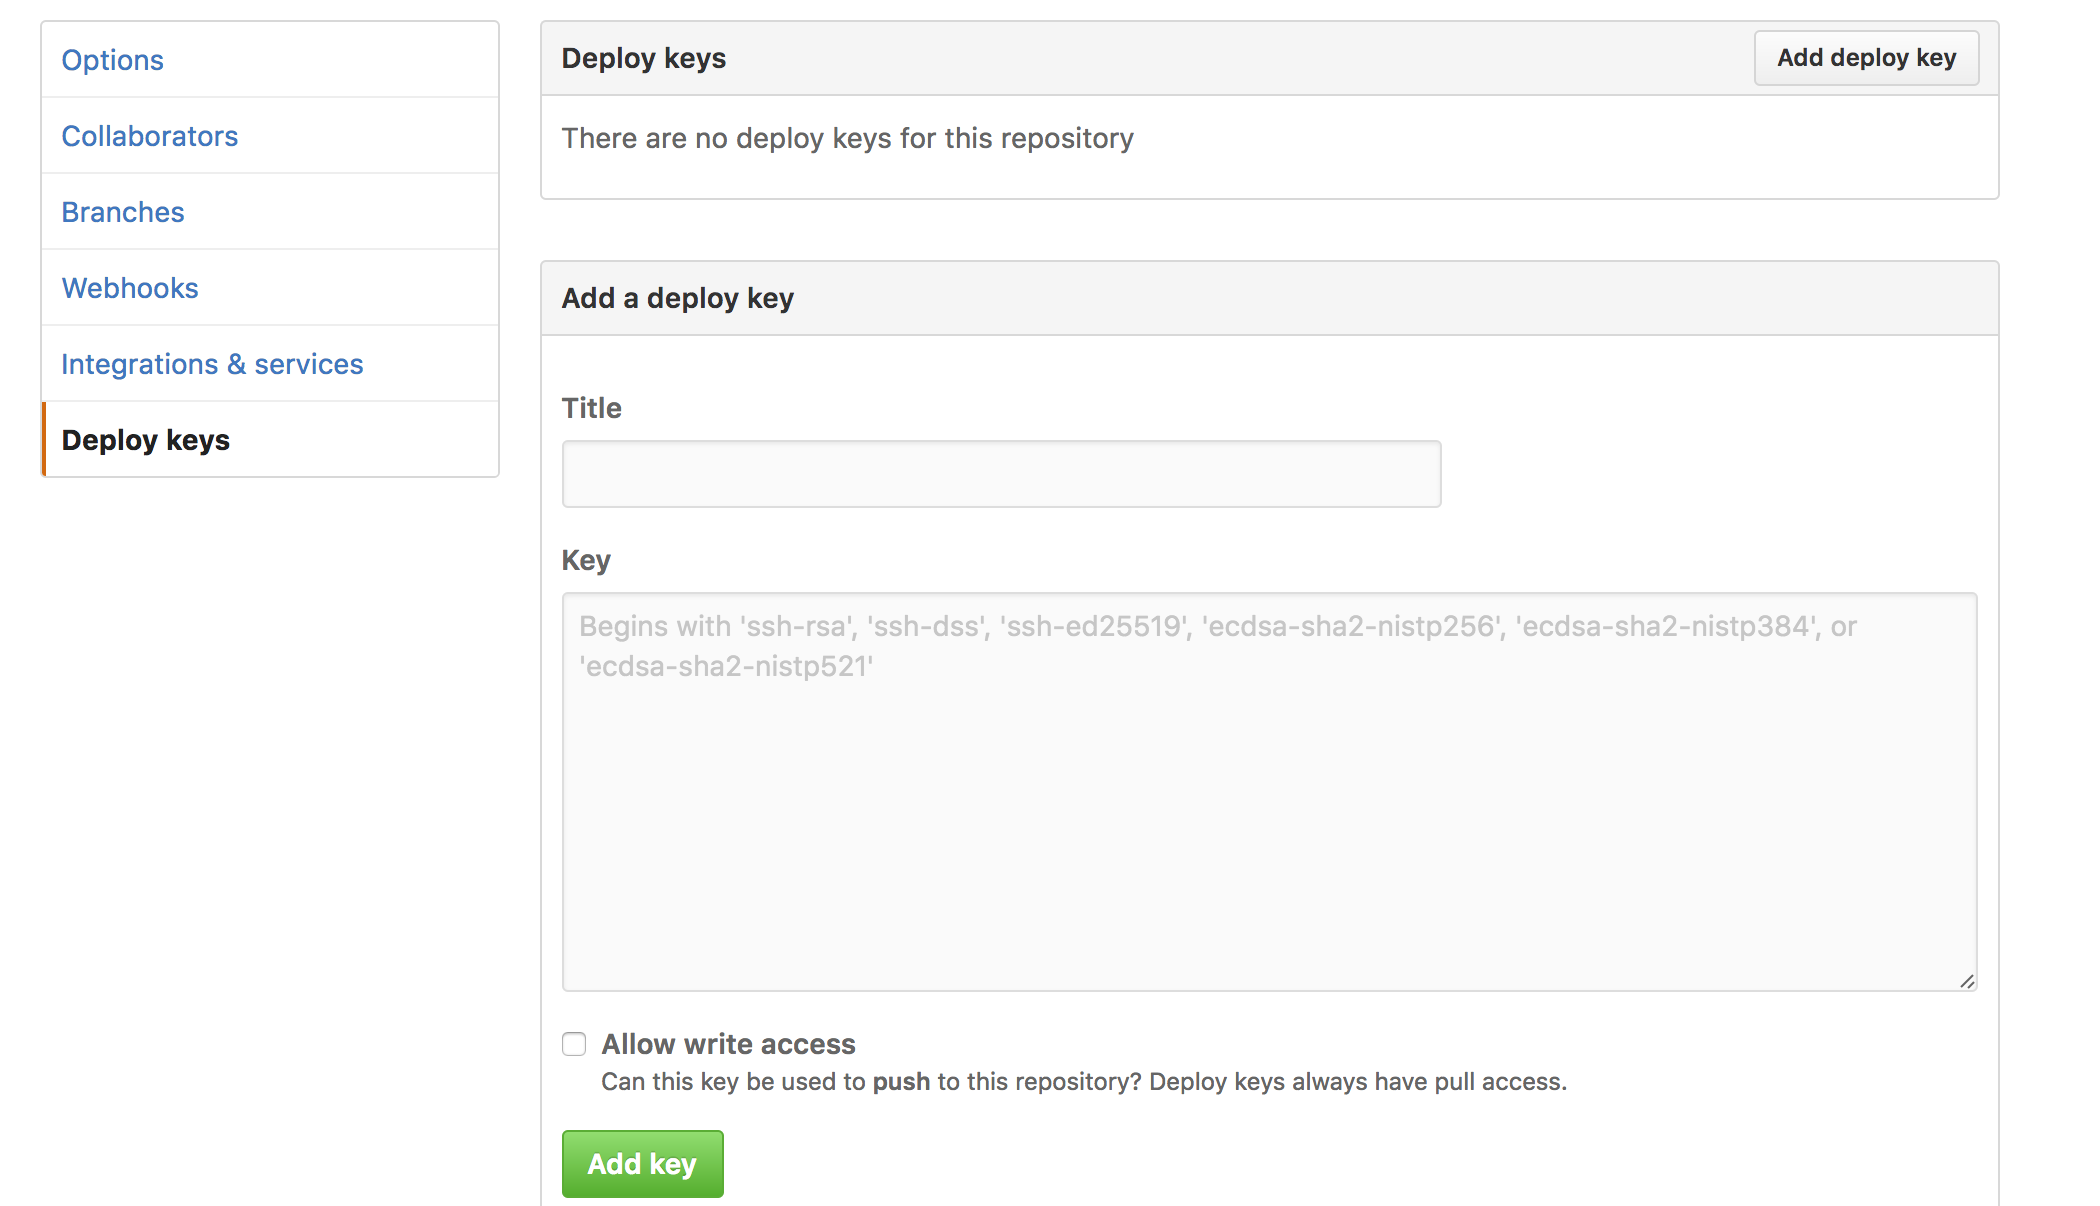 Options
Collaborators
Branches
Webhooks
Integrations & services
Deploy keys
Deploy keys
Add deploy key
There are no deploy keys for this repository
Add a deploy key
Title
Key
Begins with 'ssh-rsa', 'ssh-dss', 'ssh-ed25519', 'ecdsa-sha2-nistp256', 'ecdsa-sha2-nistp384', or
'ecdsa-sha2-nistp521'
Allow write access
Can this key be used to push to this repository? Deploy keys always have pull access.
Add key